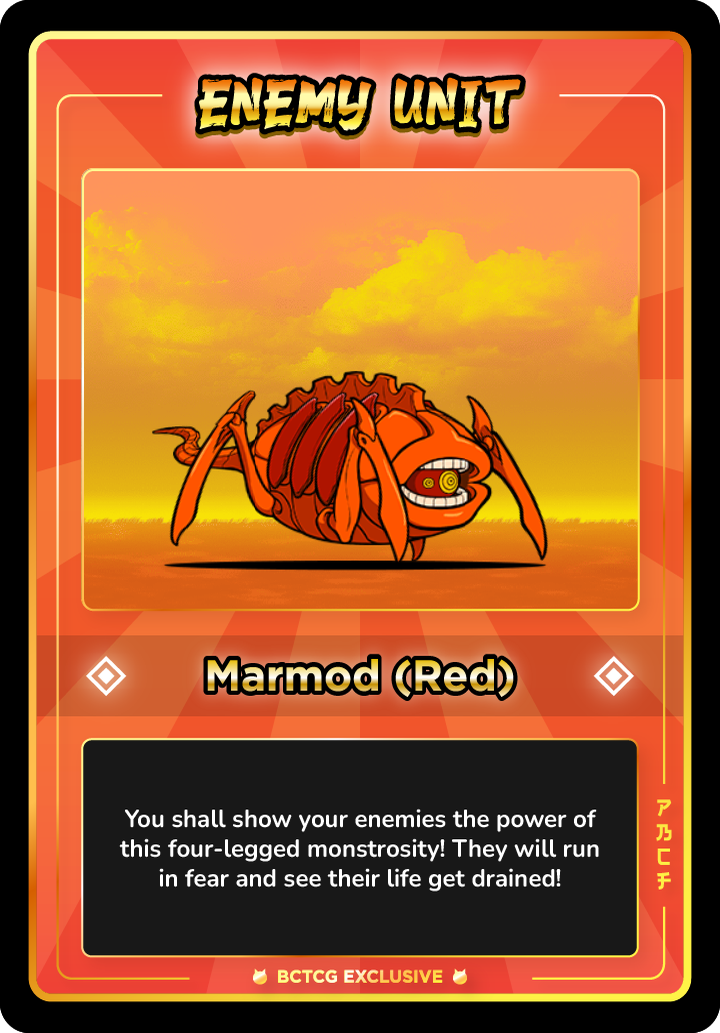 ENEMY UNIT
Marmod (Red)
You shall show your enemies the power of
this four-legged monstrosity! They will run
in fear and see their life get drained!
BCTCG EXCLUSIVE